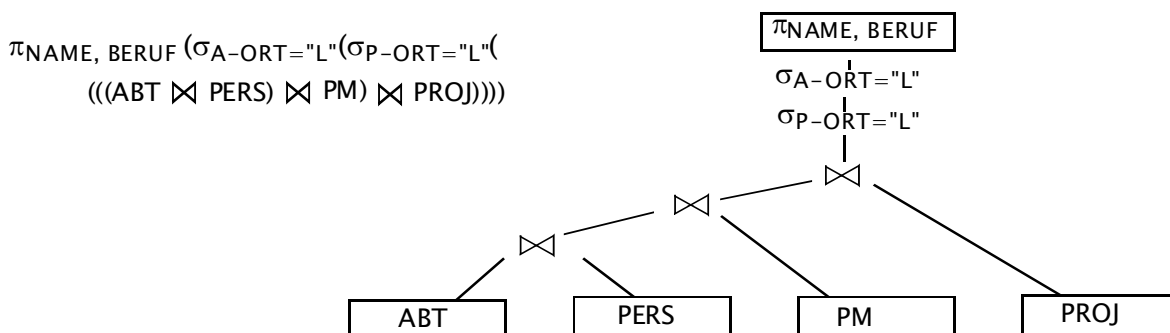 πNAME, BERUF (σA–ORT="L"(σP–ORT="L"(
(((ABT ⋈ PERS) ⋈ PM) ⋈ PROJ))))
πNAME, BERUF
σA–ORT="L"
σP–ORT="L"
⋈
⋈
⋈
ABT PERS PM PROJ